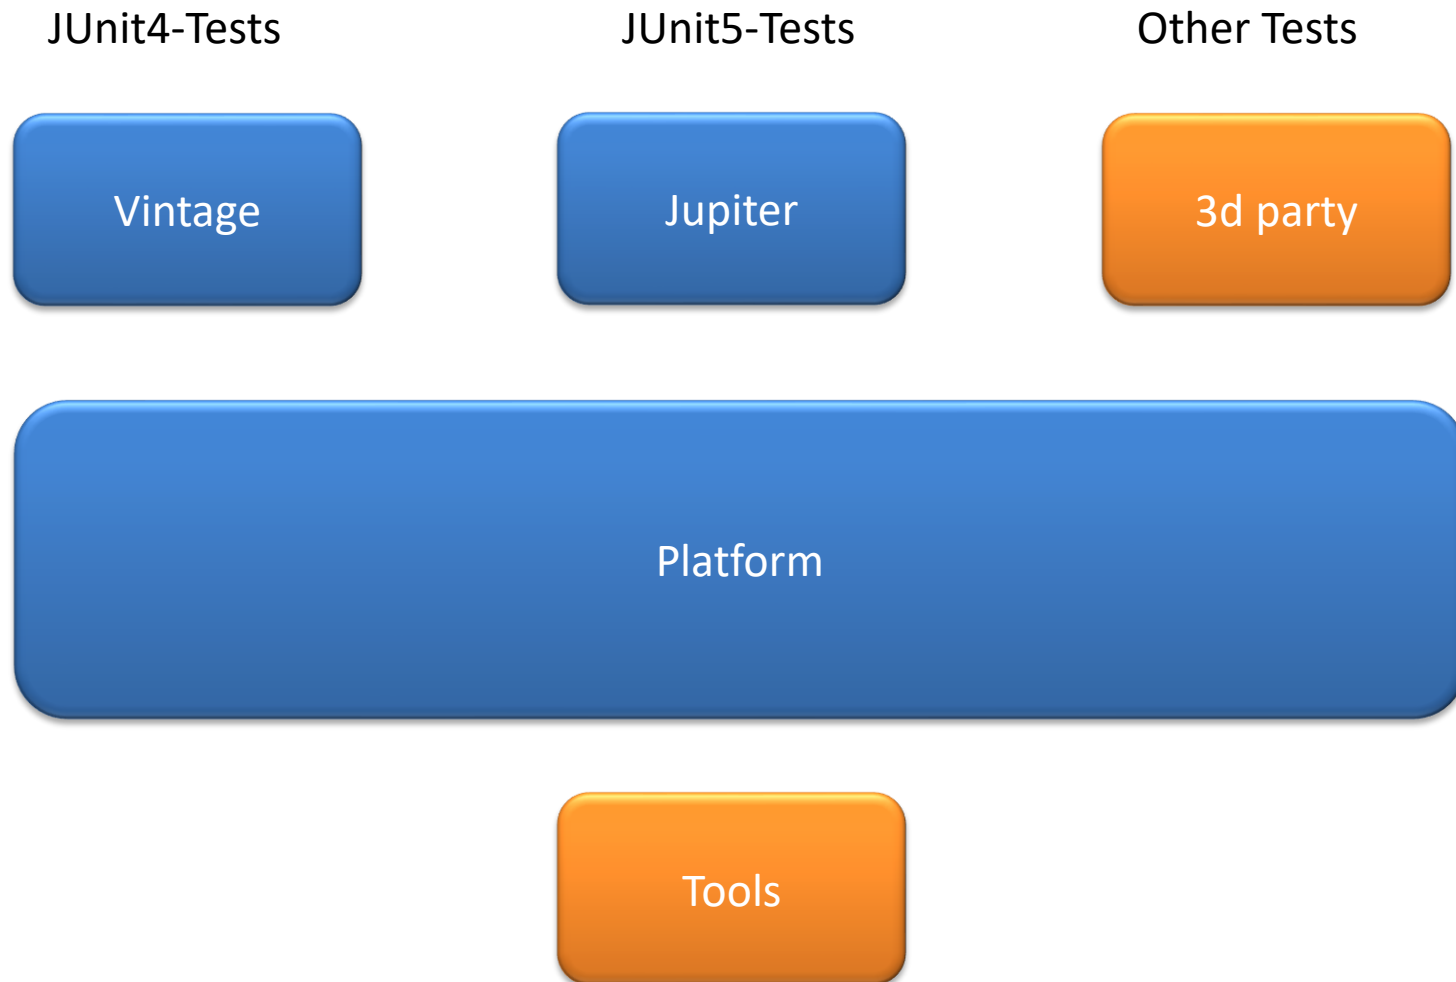 JUnit4-Tests
JUnit5-Tests
Other Tests
Vintage
Jupiter
3d party
Platform
Tools